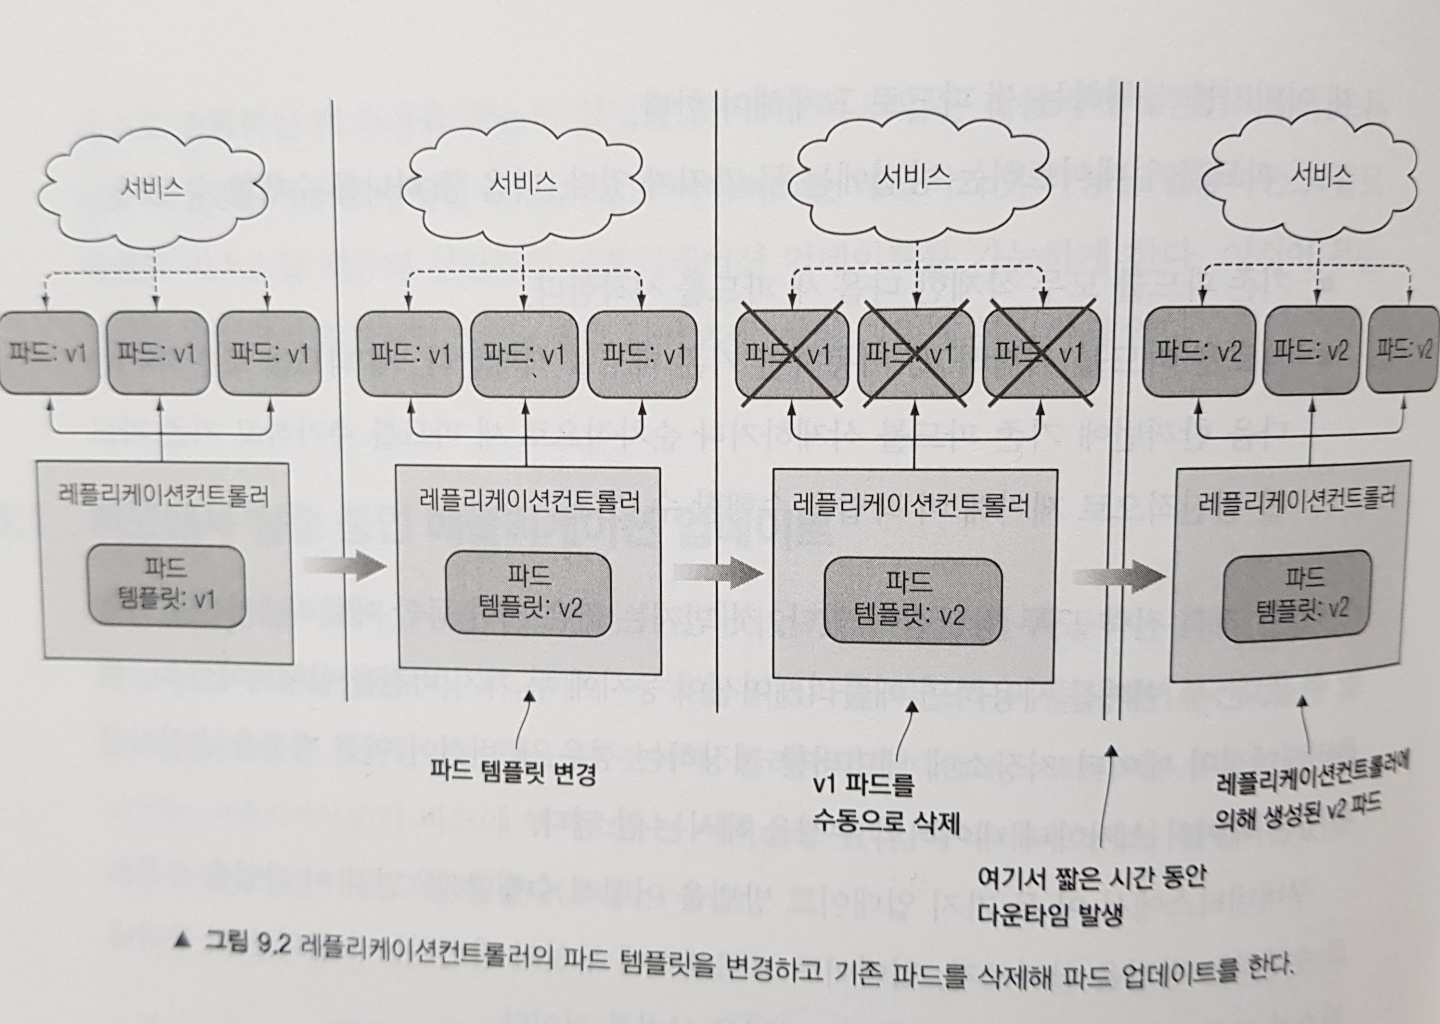 서비스
서비스
서비스
서비스
파드: v1
파드: v1
파드: v1
파드: v1
파드: v1
파드: v1
파드: v1
파드: v1
파드: v1
파드: v2
파드: v2
파드: v2
레플리케이션컨트롤러
레플리케이션컨트롤러
레플리케이션컨트롤러
레플리케이션컨트롤러
파드
템플릿: v1
파드
템플릿: v2
파드
템플릿: v2
파드
템플릿: v2
파드 템플릿 변경
v1 파드를
수동으로 삭제
여기서 짧은 시간 동안
다운타임 발생
레플리케이션컨트롤러에
의해 생성된 v2 파드
▲ 그림 9.2 레플리케이션컨트롤러의 파드 템플릿을 변경하고 기존 파드를 삭제해 파드 업데이트를 한다.